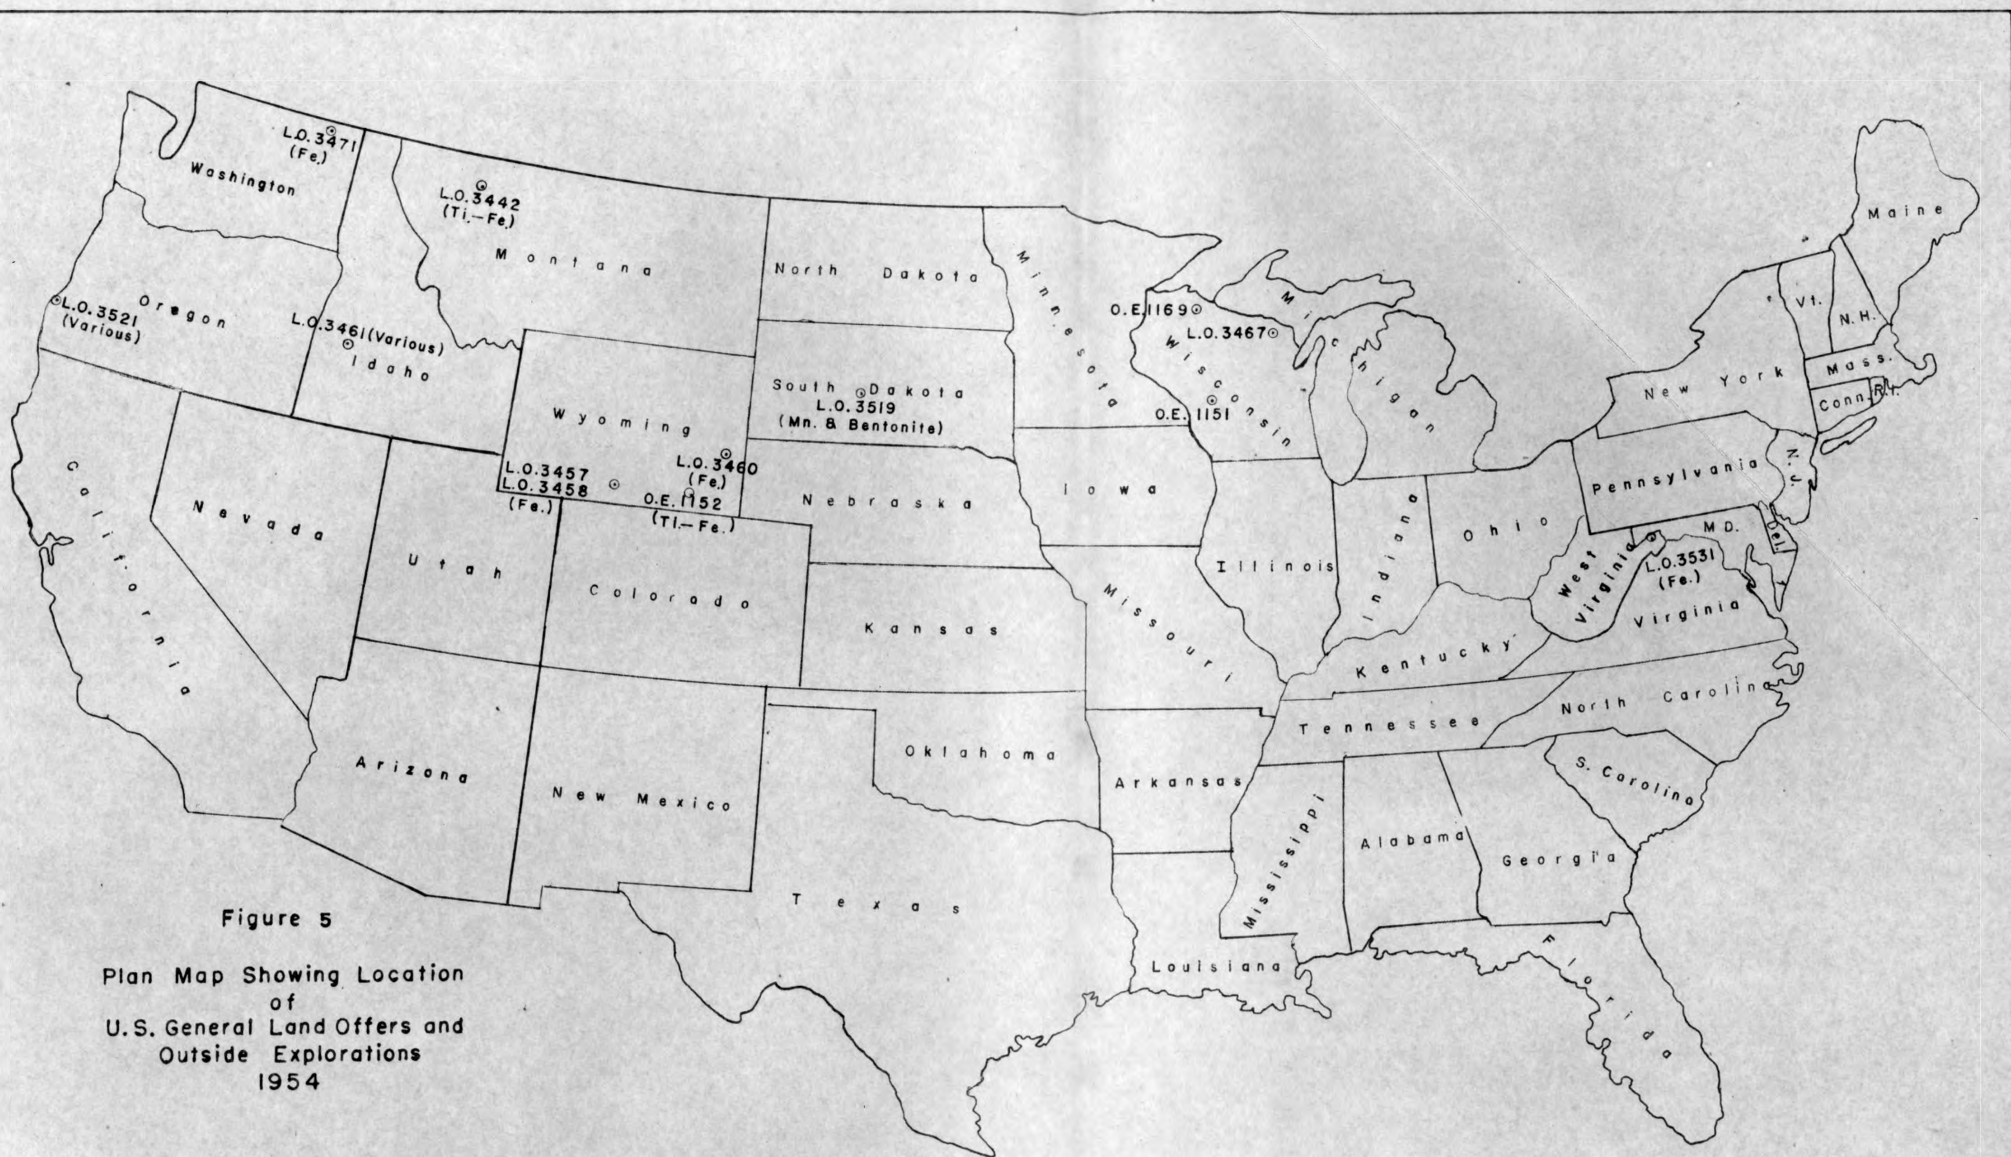 L.O. 3471
(Fe.)
Washington
L.O. 3442
(Ti.—Fe.)
Montana
North Dakota
Minnesota
Michigan
Maine
Vt.
N.H.
Oregon
L.O. 3521
(Various)
L.O. 3461 (Various)
Idaho
O.E. 1169
L.O. 3467
Wisconsin
O.E. 1151
New York
Mass.
Conn.
R.I.
Wyoming
South Dakota
L.O. 3519
(Mn. & Bentonite)
L.O. 3457
L.O. 3458
(Fe.)
L.O. 3460
(Fe.)
O.E. 1152
(Ti.—Fe.)
California
Nevada
Utah
Colorado
Nebraska
Iowa
Illinois
Indiana
Ohio
Pennsylvania
N.J.
MD.
Del.
West
Virginia
L.O. 3531
(Fe.)
Virginia
Kansas
Missouri
Kentucky
Tennessee
North Carolina
Arizona
New Mexico
Oklahoma
Arkansas
S. Carolina
Mississippi
Alabama
Georgia
Texas
Louisiana
Florida
Figure 5
Plan Map Showing Location
of
U.S. General Land Offers and
Outside Explorations
1954